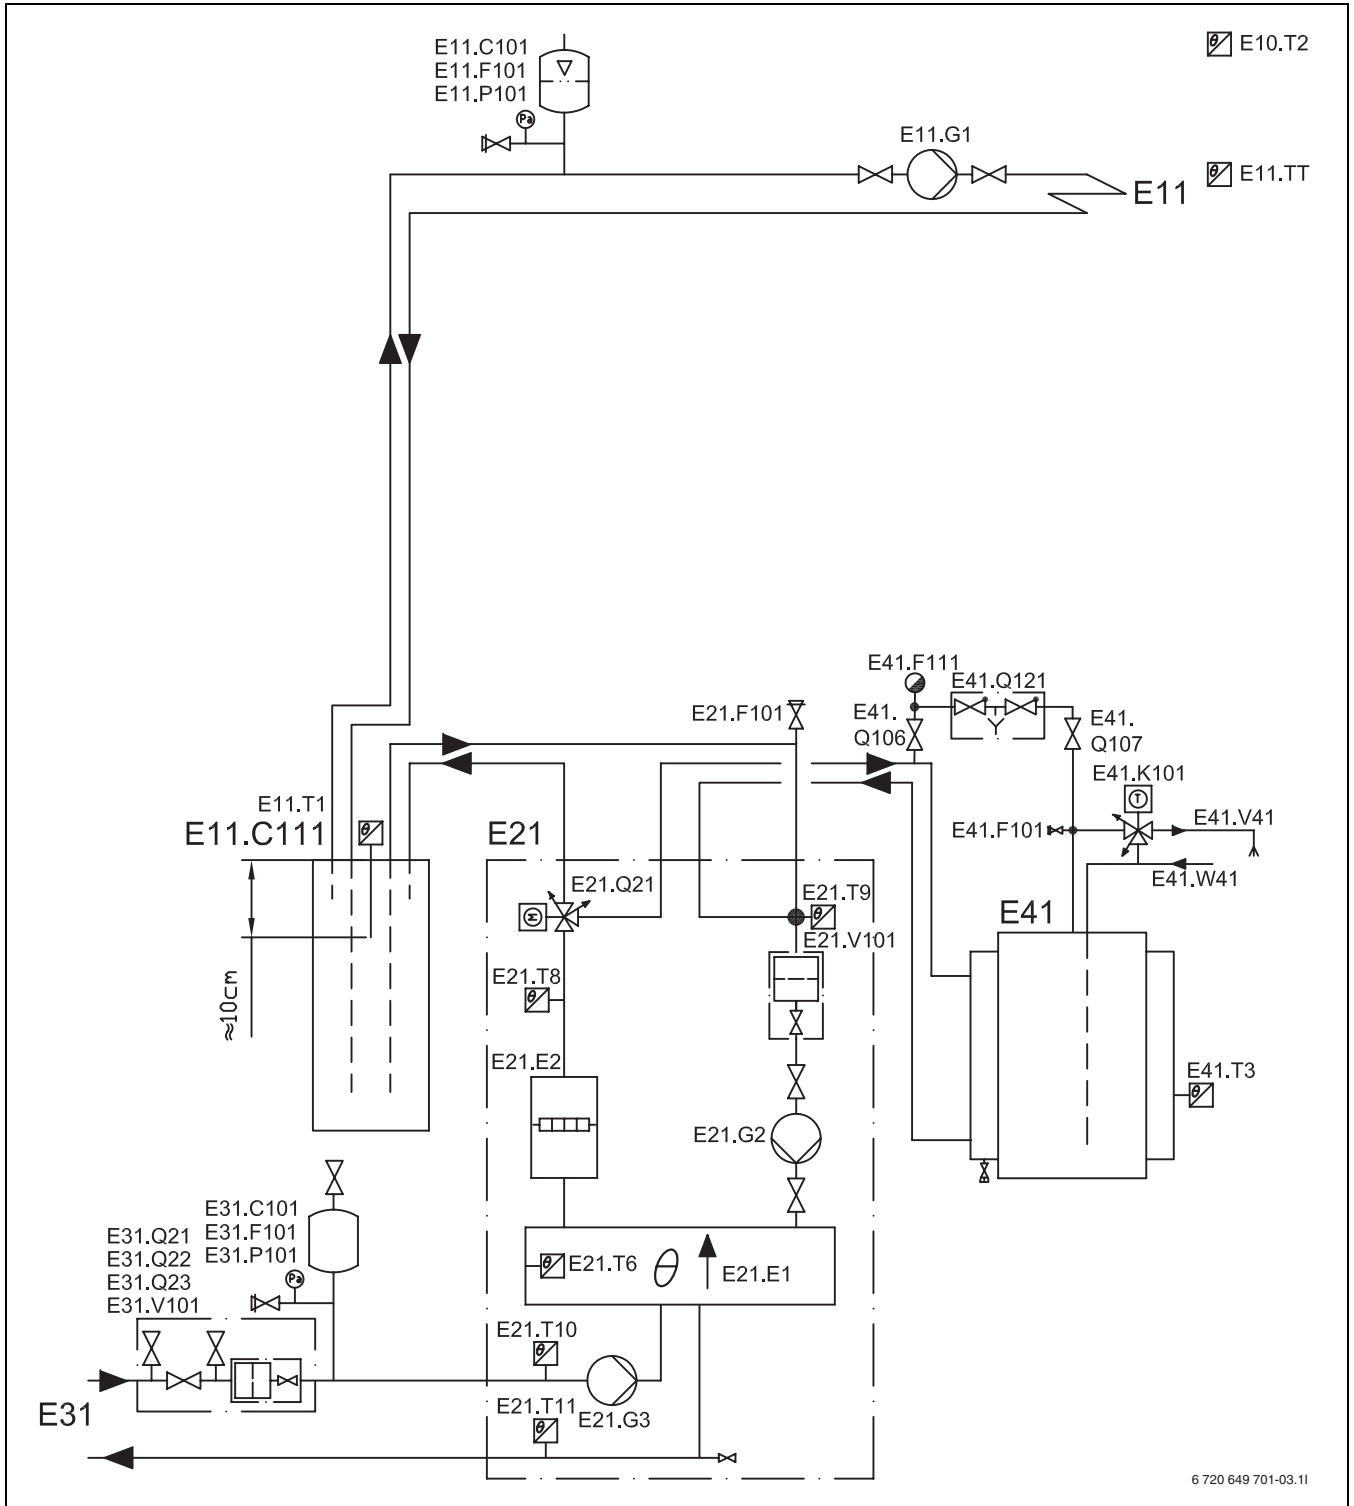 E11.C101
E11.F101
E11.P101
Pa
θ E10.T2
E11.G1
θ E11.TT
E11
E41.F111
E41.Q121
E21.F101
E41.
Q106
E41.
Q107
E41.K101
T
E11.T1
θ
E11.C111
E21
E41.F101
E41.V41
E41.W41
E21.Q21
M
E21.T9
θ
E21.V101
E41
≈10cm
E21.T8
θ
E21.E2
E41.T3
θ
E21.G2
E31.C101
E31.F101
E31.P101
Pa
E31.Q21
E31.Q22
E31.Q23
E31.V101
θ E21.T6
E21.E1
E21.T10
θ
E31
E21.T11
θ
E21.G3
6 720 649 701-03.1I